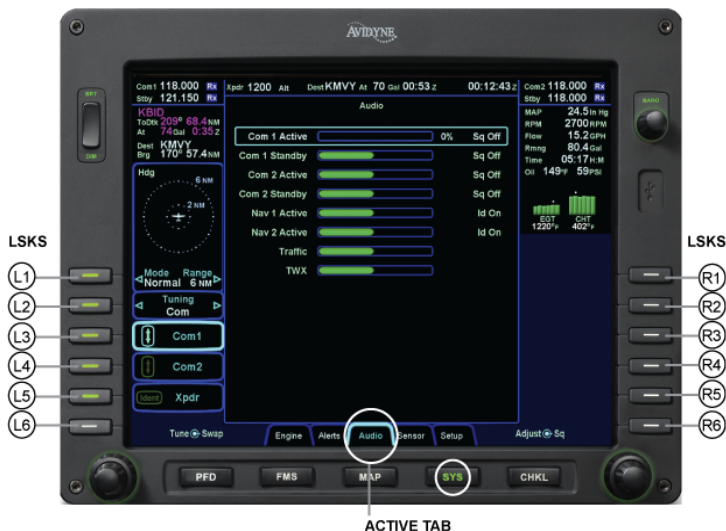 AVIDYNE
BRT
DIM
BARO
Com1 118.000 Rx
Stby 121.150 Rx
Xpdr 1200 Alt Dest KMVY At 70 Gal 00:53 Z 00:12:43 Z
Com2 118.000 Rx
Stby 118.000 Rx
KBID
ToDtk 209° 68.4 NM
At 74 Gal 0:35 Z
Dest KMVY
Brg 170° 57.4 NM
Audio
Com 1 Active 0% Sq Off
Com 1 Standby Sq Off
Com 2 Active Sq Off
Com 2 Standby Sq Off
Nav 1 Active Id On
Nav 2 Active Id On
Traffic
TWX
MAP 24.5 In Hg
RPM 2700 RPM
Flow 15.2 GPH
Rmng 80.4 Gal
Time 05:17 H:M
Oil 149°F 59 PSI
EGT
1220°F
CHT
402°F
Hdg
6 NM
2 NM
Mode Range
Normal 6 NM
Tuning
Com
Com1
Com2
Ident Xpdr
LSKS
L1
L2
L3
L4
L5
L6
LSKS
R1
R2
R3
R4
R5
R6
Tune Swap
Engine Alerts Audio Sensor Setup
Adjust Sq
PFD FMS MAP SYS CHKL
ACTIVE TAB